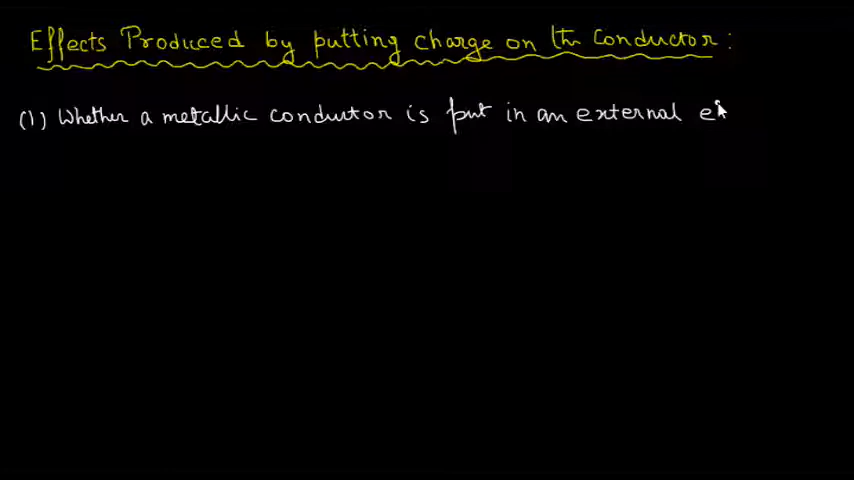 Effects Produced by putting charge on the Conductor:
(1) Whether a metallic conductor is put in an external e